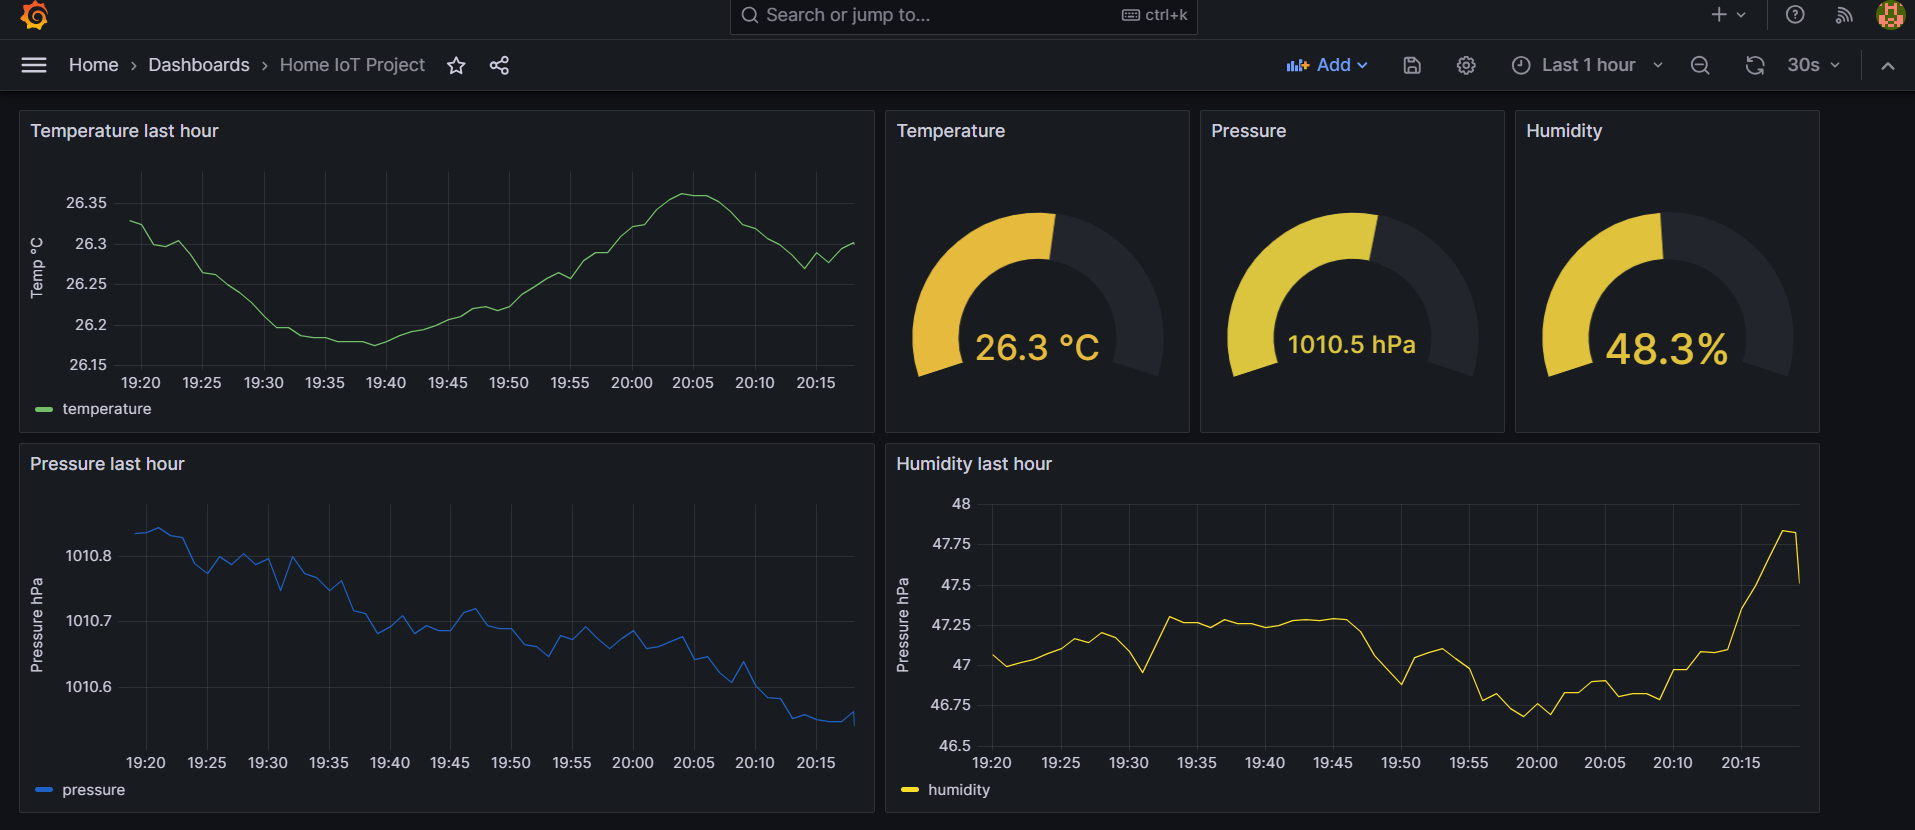 Search or jump to...
ctrl+k
Home › Dashboards › Home IoT Project
Add
Last 1 hour
30s
Temperature last hour
Temp °C
26.35
26.3
26.25
26.2
26.15
19:20 19:25 19:30 19:35 19:40 19:45 19:50 19:55 20:00 20:05 20:10 20:15
temperature
Temperature
26.3 °C
Pressure
1010.5 hPa
Humidity
48.3%
Pressure last hour
Pressure hPa
1010.8
1010.7
1010.6
19:20 19:25 19:30 19:35 19:40 19:45 19:50 19:55 20:00 20:05 20:10 20:15
pressure
Humidity last hour
Pressure hPa
48
47.75
47.5
47.25
47
46.75
46.5
19:20 19:25 19:30 19:35 19:40 19:45 19:50 19:55 20:00 20:05 20:10 20:15
humidity